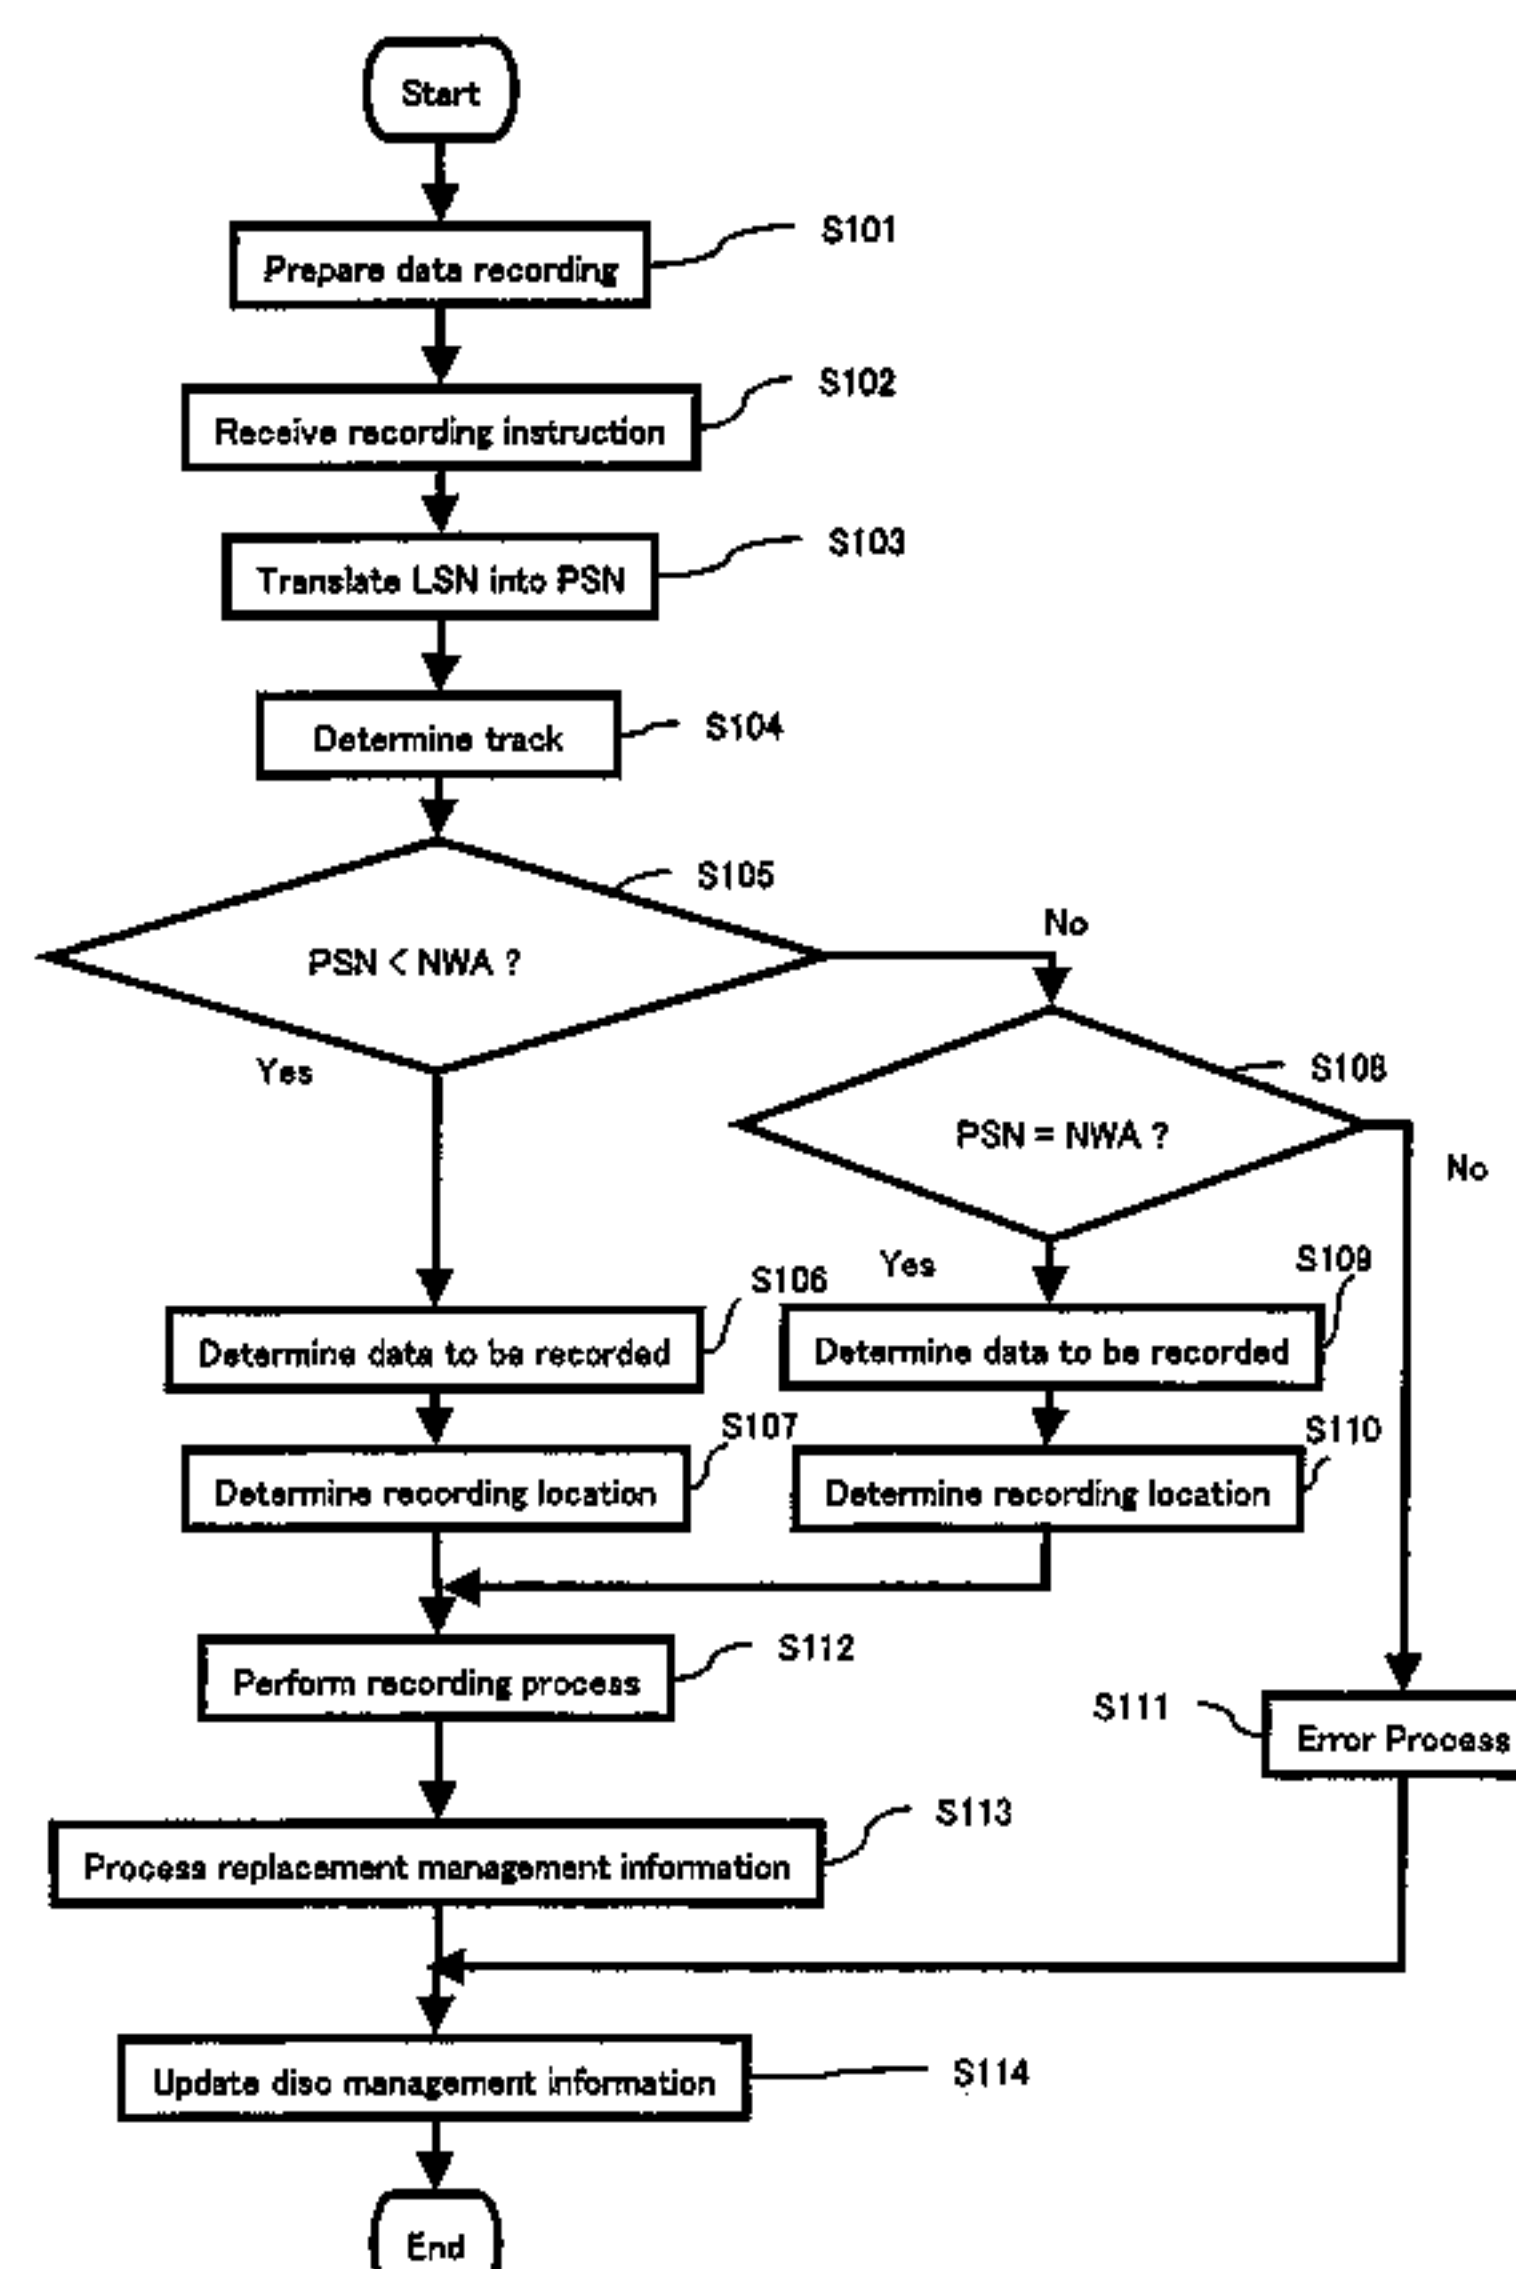 Start
S101
Prepare data recording
S102
Receive recording instruction
S103
Translate LSN into PSN
S104
Determine track
S105
PSN < NWA ?
No
Yes
S108
PSN = NWA ?
No
Yes
S106
Determine data to be recorded
S109
Determine data to be recorded
S107
Determine recording location
S110
Determine recording location
S112
Perform recording process
S111
Error Process
S113
Process replacement management information
S114
Update disc management information
End